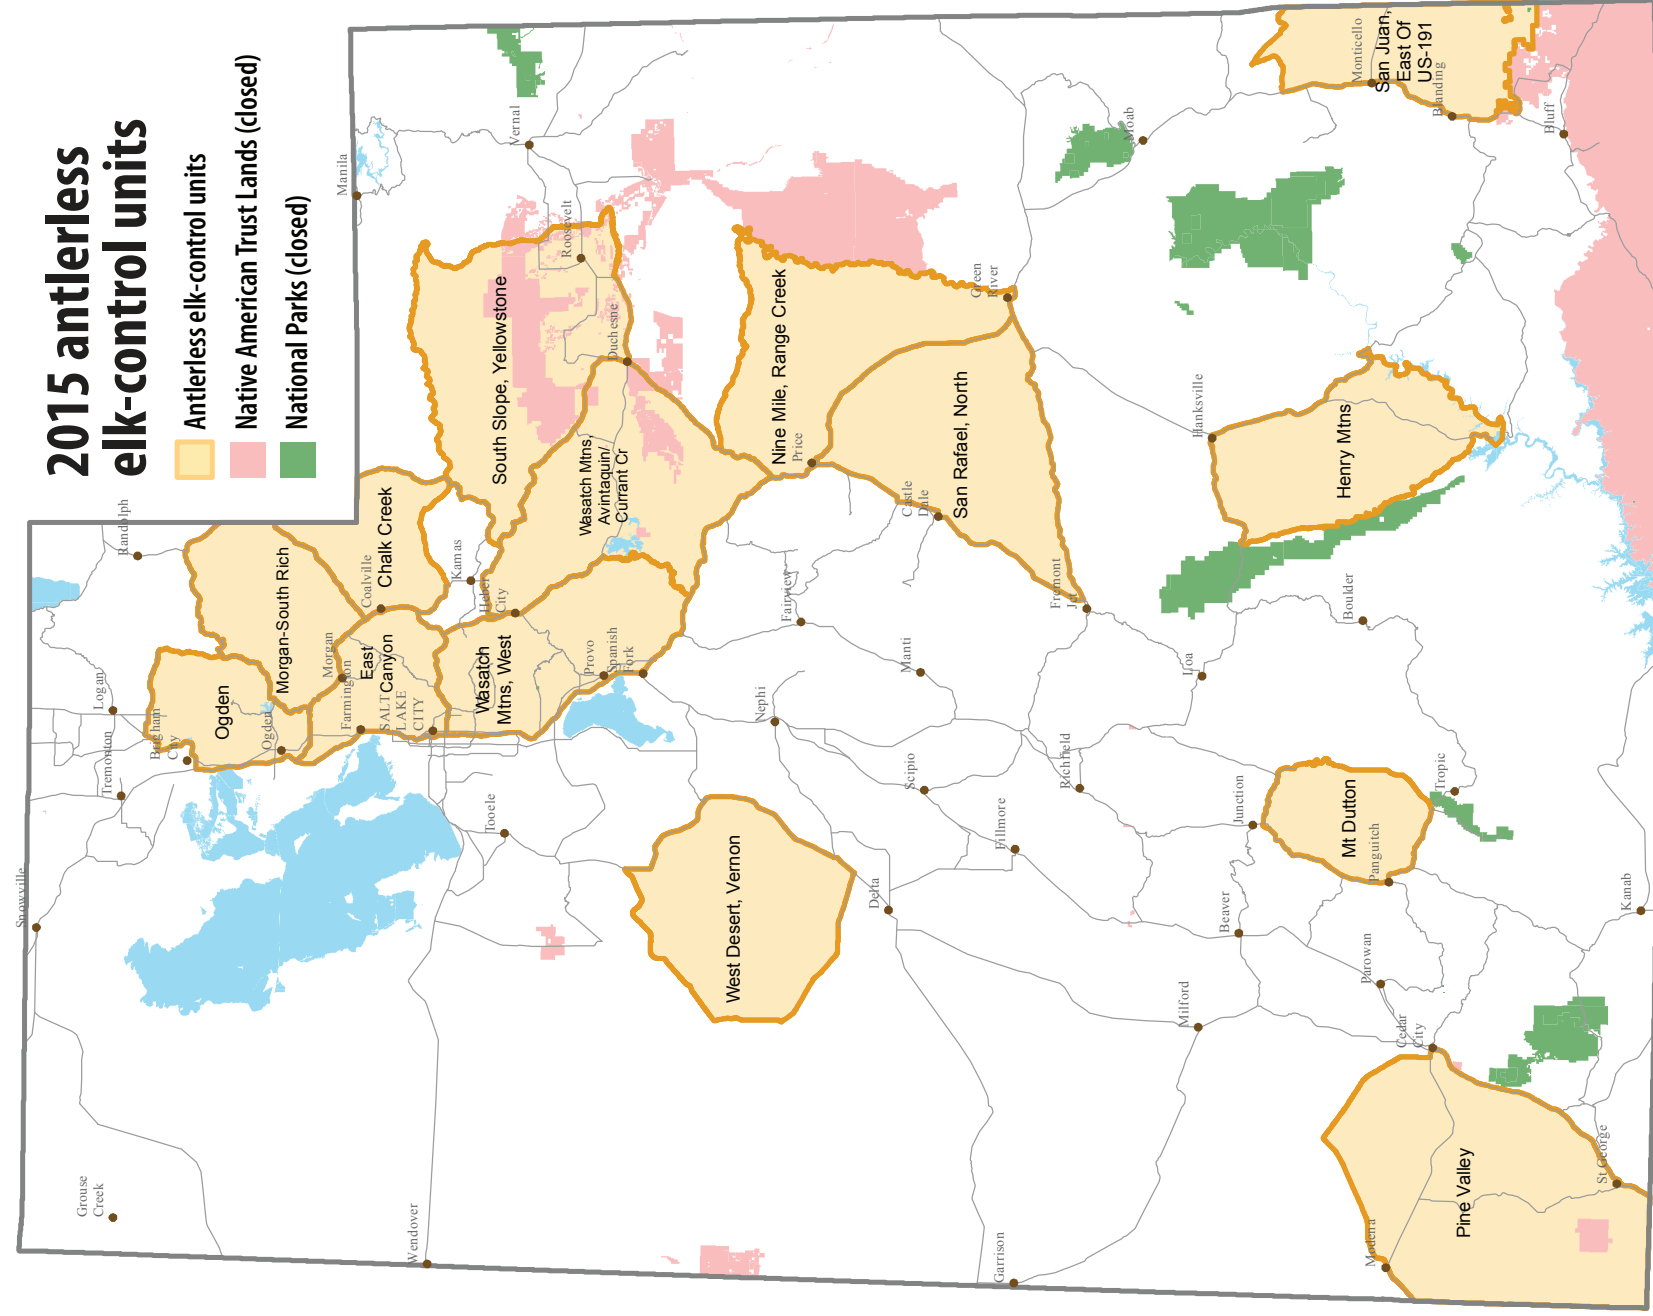 2015 antlerless
elk-control units
Antlerless elk-control units
Native American Trust Lands (closed)
National Parks (closed)
Snowville
Grouse
Creek
Tremonton
Logan
Randolph
Brigham
City
Ogden
Ogden
Morgan-South Rich
Morgan
Farmington
East
Canyon
Coalville
Chalk Creek
SALT
LAKE
CITY
Wendover
Tooele
Kamas
Heber
City
Wasatch
Mtns, West
Provo
Spanish
Fork
Manila
Vernal
Roosevelt
Duchesne
South Slope, Yellowstone
Wasatch Mtns,
Avintaquin/
Currant Cr
West Desert, Vernon
Nephi
Fairview
Price
Nine Mile, Range Creek
Delta
Scipio
Manti
Castle
Dale
San Rafael, North
Green
River
Garrison
Fillmore
Richfield
Fremont
Jct
Moab
Milford
Beaver
Junction
Loa
Hanksville
Henry Mtns
Monticello
San Juan,
East Of
US-191
Blanding
Bluff
Modena
Parowan
Cedar
City
Panguitch
Mt Dutton
Tropic
Boulder
Pine Valley
St George
Kanab